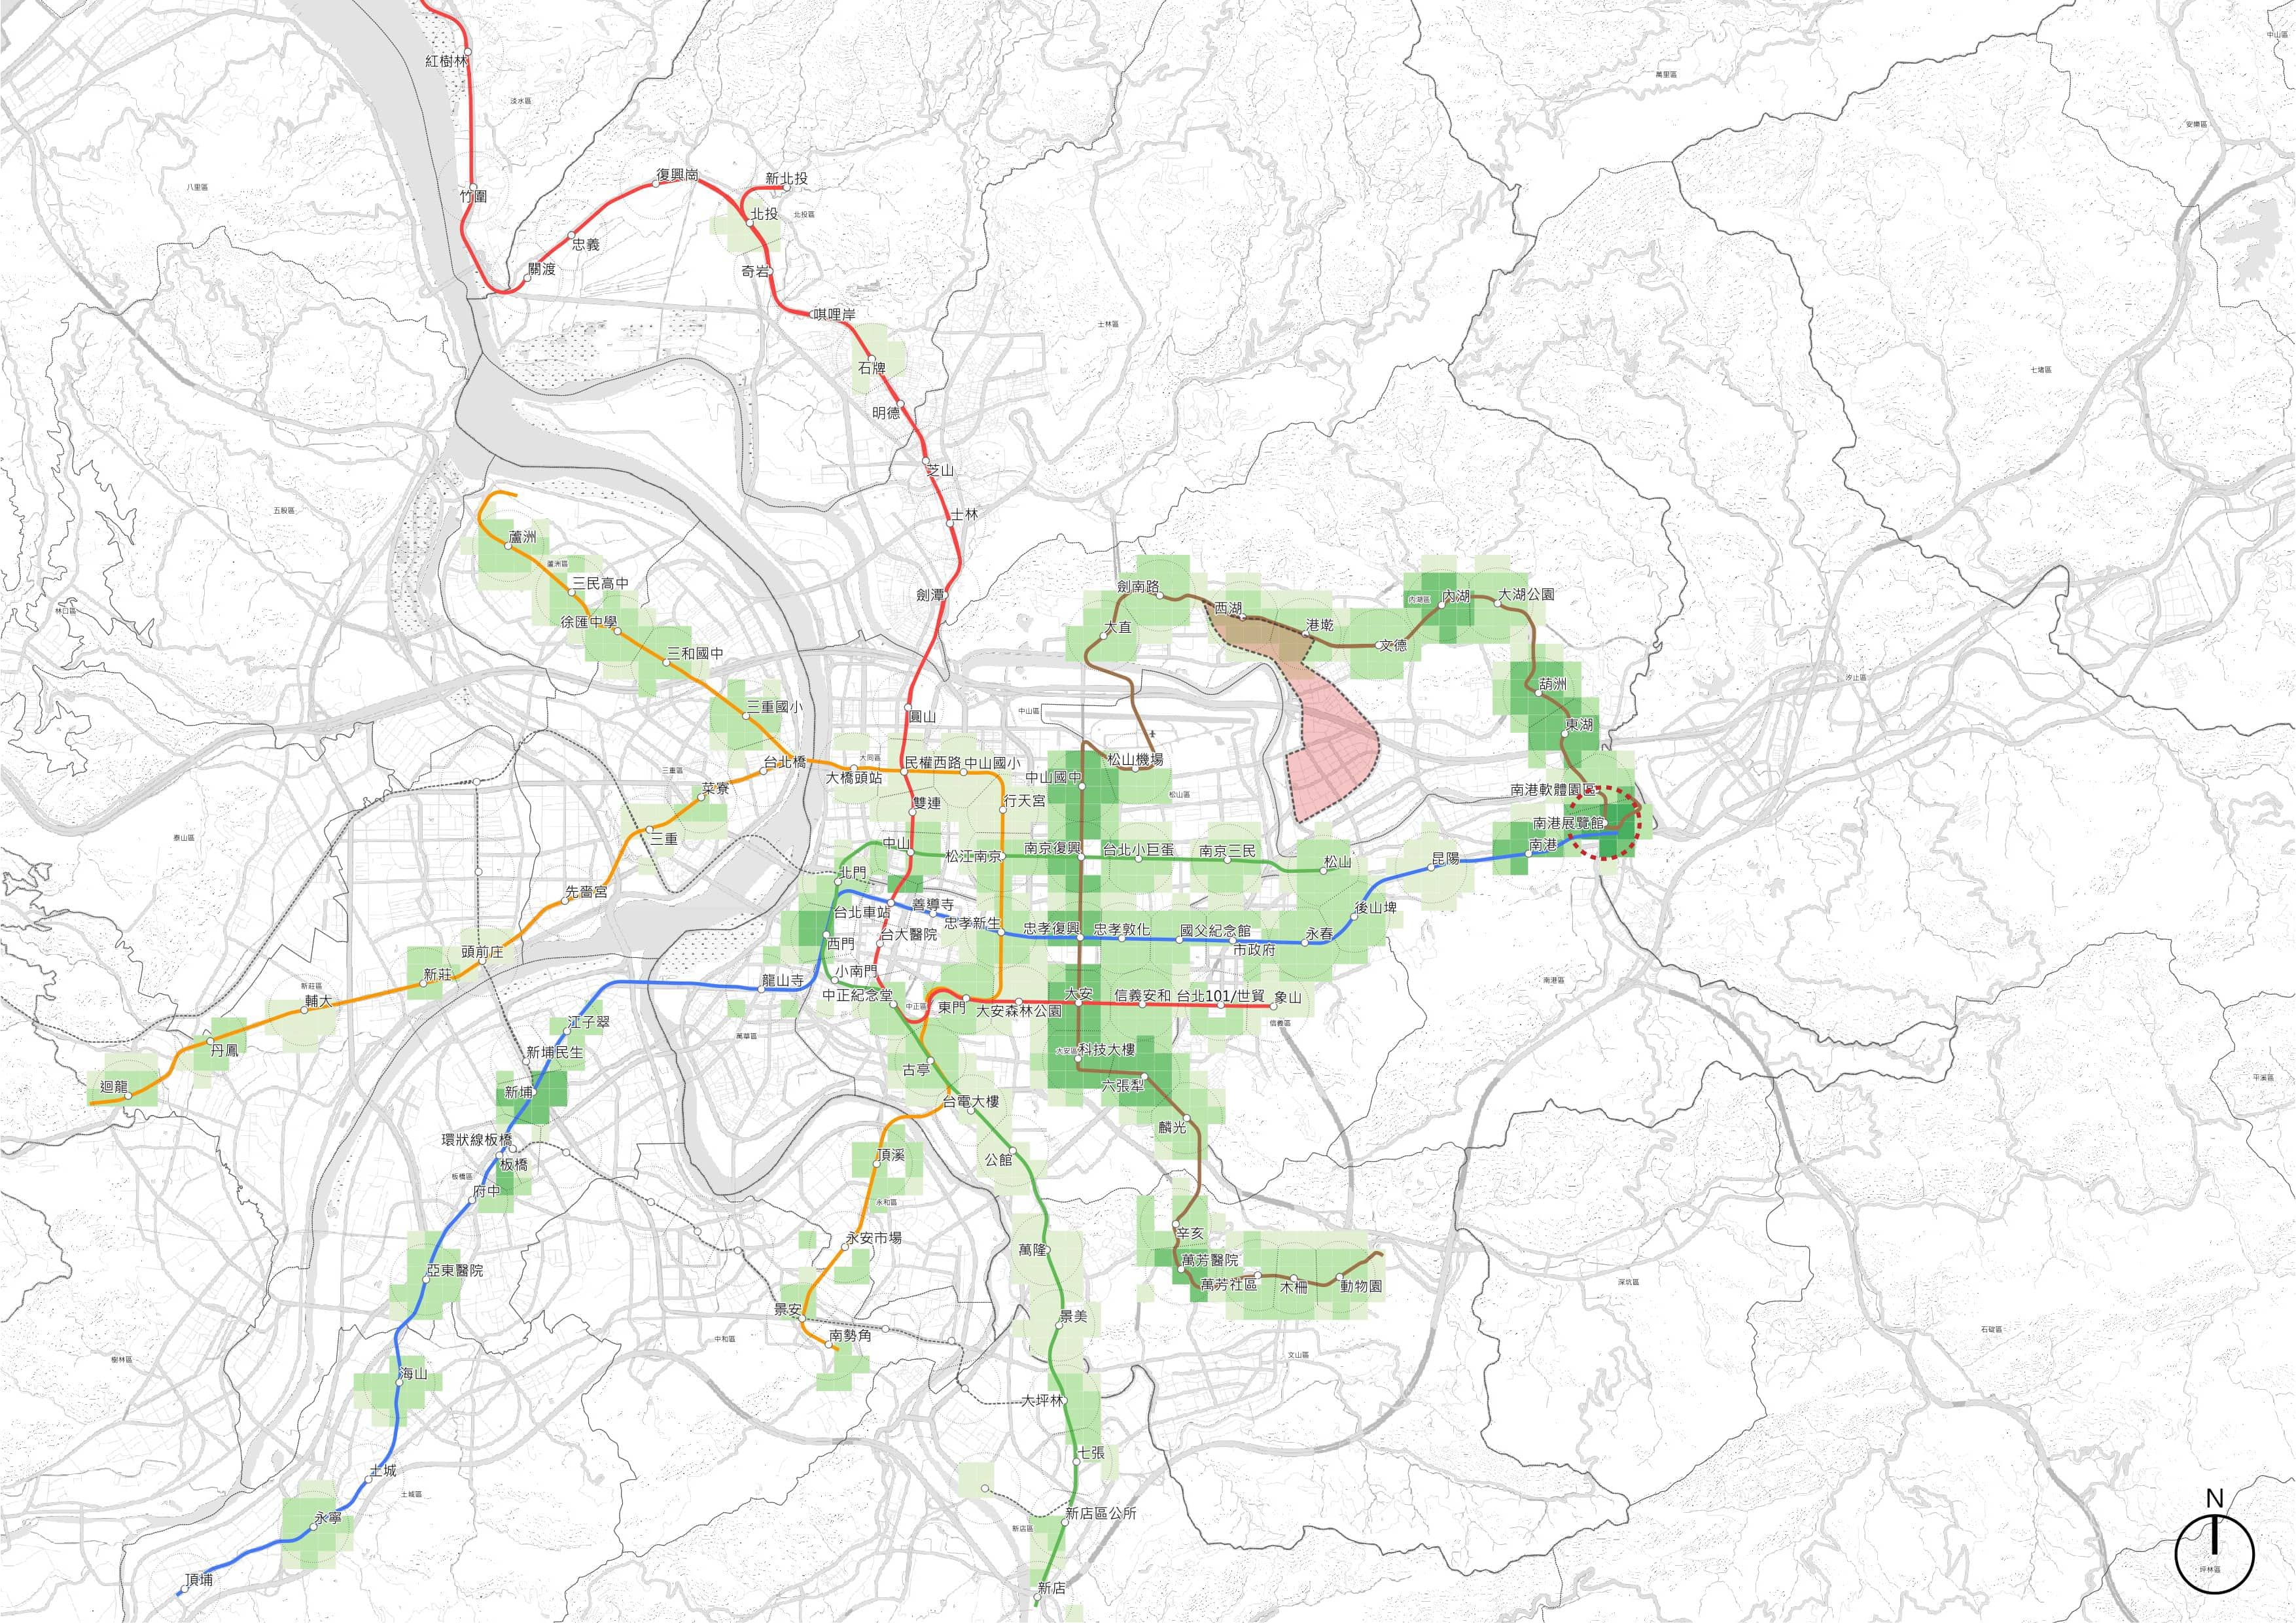 中山區
紅樹林
萬里區
淡水區
安樂區
復興崗
新北投
八里區
竹圍
北投
北投區
忠義
關渡
奇岩
唭哩岸
士林區
石牌
七堵區
明德
芝山
五股區
士林
蘆洲
蘆洲區
三民高中
劍南路
劍潭
內湖區
內湖
大湖公園
林口區
西湖
徐匯中學
大直
港墘
三和國中
文德
汐止區
葫洲
三重國小
中山區
圓山
東湖
大同區
台北橋
民權西路
中山國小
松山機場
三重區
大橋頭站
中山國中
菜寮
南港軟體園區
松山區
雙連
行天宮
南港展覽館
泰山區
三重
中山
松江南京
南京復興
台北小巨蛋
南京三民
南港
松山
昆陽
北門
先嗇宮
善導寺
台北車站
後山埤
忠孝新生
忠孝復興
忠孝敦化
國父紀念館
台大醫院
永春
西門
市政府
頭前庄
小南門
新莊
龍山寺
南港區
新莊區
中正紀念堂
大安
信義安和
台北101/世貿
象山
輔大
中正區
東門
大安森林公園
江子翠
信義區
萬華區
丹鳳
新埔民生
大安區
科技大樓
古亭
平溪區
迴龍
新埔
六張犁
台電大樓
麟光
環狀線板橋
頂溪
公館
板橋
板橋區
府中
永和區
辛亥
永安市場
萬隆
萬芳醫院
亞東醫院
深坑區
萬芳社區
木柵
動物園
景安
景美
南勢角
石碇區
中和區
文山區
樹林區
海山
大坪林
七張
土城
土城區
N
新店區公所
永寧
新店區
坪林區
頂埔
新店